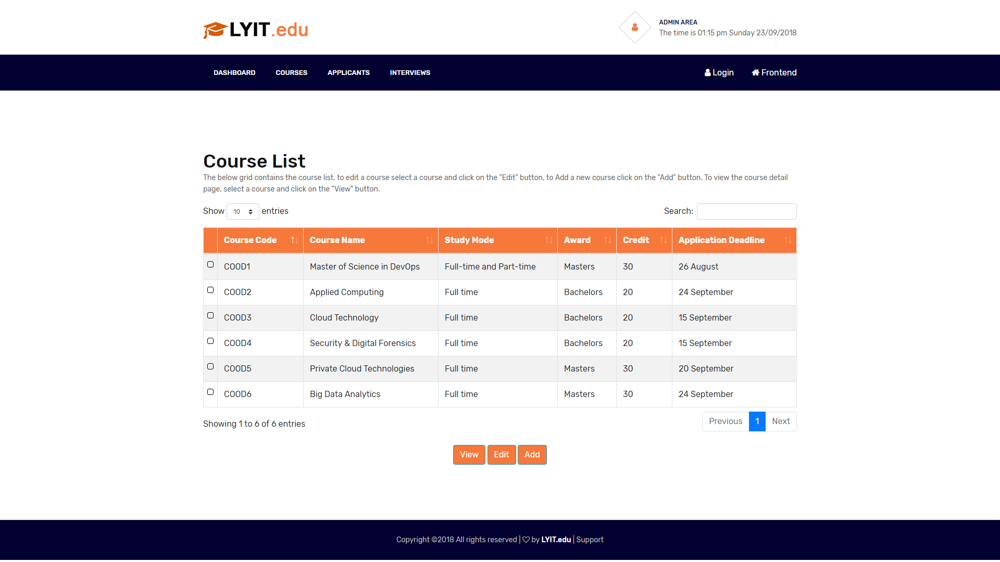 LYIT.edu
ADMIN AREA
The time is 01:15 pm Sunday 23/09/2018
DASHBOARD COURSES APPLICANTS INTERVIEWS Login Frontend
Course List
The below grid contains the course list, to edit a course select a course and click on the "Edit" button, to Add a new course click on the "Add" button. To view the course detail
page, select a course and click on the "View" button.
Show 10 entries Search:
Course Code Course Name Study Mode Award Credit Application Deadline
COOD1 Master of Science in DevOps Full-time and Part-time Masters 30 26 August
COOD2 Applied Computing Full time Bachelors 20 24 September
COOD3 Cloud Technology Full time Bachelors 20 15 September
COOD4 Security & Digital Forensics Full time Bachelors 20 15 September
COOD5 Private Cloud Technologies Full time Masters 30 20 September
COOD6 Big Data Analytics Full time Masters 30 24 September
Showing 1 to 6 of 6 entries Previous 1 Next
View Edit Add
Copyright ©2018 All rights reserved | ♡ by LYIT.edu | Support